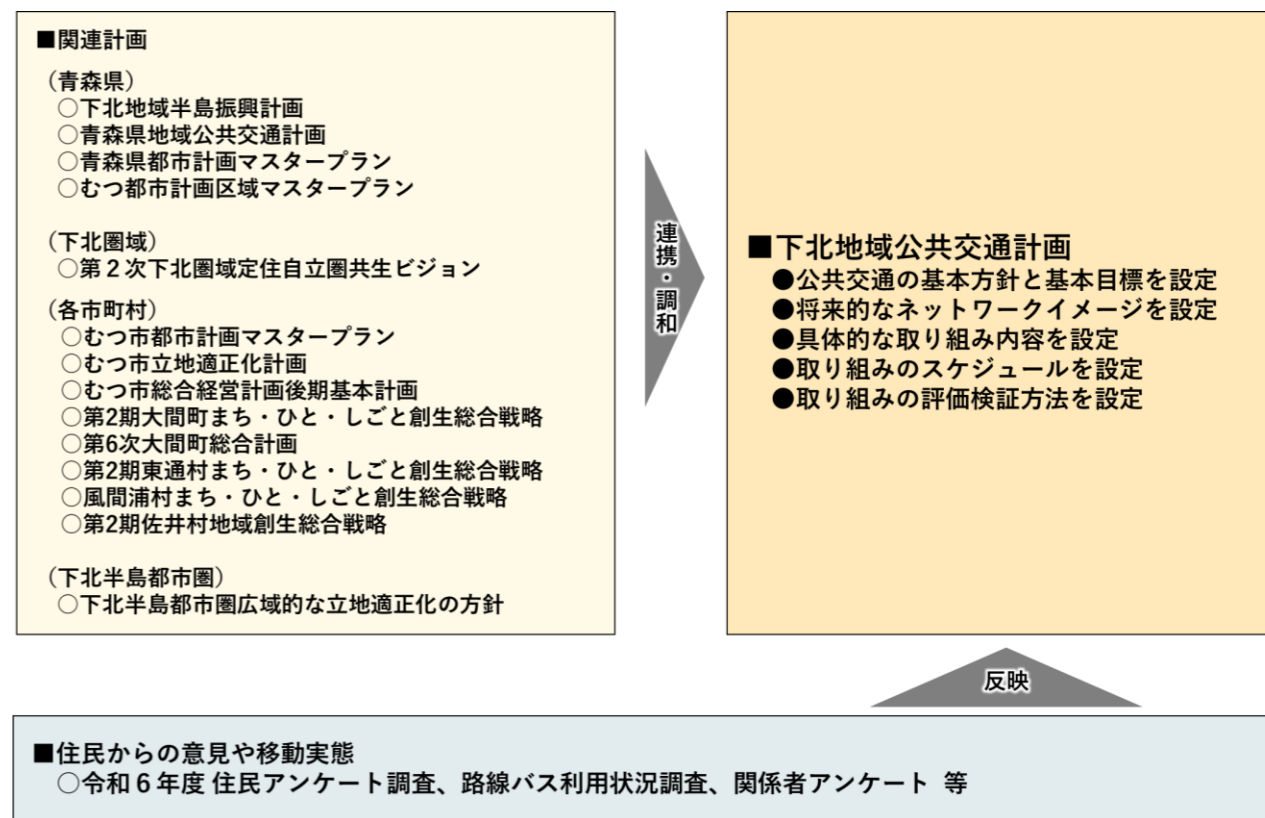 ■関連計画
（青森県）
○下北地域半島振興計画
○青森県地域公共交通計画
○青森県都市計画マスタープラン
○むつ都市計画区域マスタープラン
（下北圏域）
○第２次下北圏域定住自立圏共生ビジョン
（各市町村）
○むつ市都市計画マスタープラン
○むつ市立地適正化計画
○むつ市総合経営計画後期基本計画
○第2期大間町まち・ひと・しごと創生総合戦略
○第6次大間町総合計画
○第2期東通村まち・ひと・しごと創生総合戦略
○風間浦村まち・ひと・しごと創生総合戦略
○第2期佐井村地域創生総合戦略
（下北半島都市圏）
○下北半島都市圏広域的な立地適正化の方針
連携・調和
■下北地域公共交通計画
●公共交通の基本方針と基本目標を設定
●将来的なネットワークイメージを設定
●具体的な取り組み内容を設定
●取り組みのスケジュールを設定
●取り組みの評価検証方法を設定
反映
■住民からの意見や移動実態
○令和６年度 住民アンケート調査、路線バス利用状況調査、関係者アンケート 等